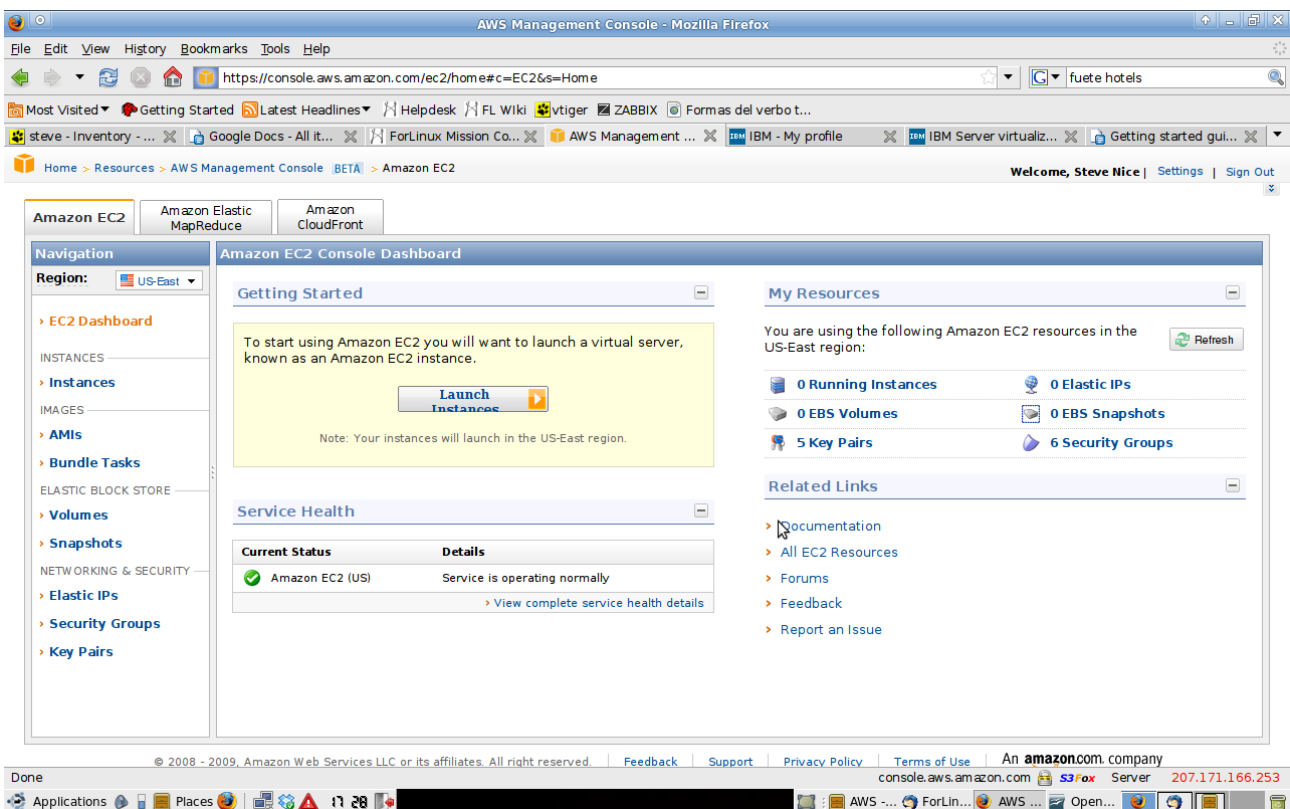 AWS Management Console - Mozilla Firefox
File Edit View History Bookmarks Tools Help
https://console.aws.amazon.com/ec2/home#c=EC2&s=Home
G
fuete hotels
Most Visited Getting Started Latest Headlines Helpdesk FL WIki vtiger ZABBIX Formas del verbo t...
steve - Inventory - ... Google Docs - All it... ForLinux Mission Co... AWS Management ... IBM - My profile IBM Server virtualiz... Getting started gui...
Home > Resources > AWS Management Console BETA > Amazon EC2
Welcome, Steve Nice | Settings | Sign Out
Amazon EC2
Amazon Elastic MapReduce
Amazon CloudFront
Navigation
Region: US-East
› EC2 Dashboard
INSTANCES
› Instances
IMAGES
› AMIs
› Bundle Tasks
ELASTIC BLOCK STORE
› Volumes
› Snapshots
NETWORKING & SECURITY
› Elastic IPs
› Security Groups
› Key Pairs
Amazon EC2 Console Dashboard
Getting Started
To start using Amazon EC2 you will want to launch a virtual server,
known as an Amazon EC2 instance.
Launch
Instances
Note: Your instances will launch in the US-East region.
Service Health
Current Status Details
Amazon EC2 (US) Service is operating normally
› View complete service health details
My Resources
You are using the following Amazon EC2 resources in the
US-East region:
Refresh
0 Running Instances
0 Elastic IPs
0 EBS Volumes
0 EBS Snapshots
5 Key Pairs
6 Security Groups
Related Links
› Documentation
› All EC2 Resources
› Forums
› Feedback
› Report an Issue
© 2008 - 2009, Amazon Web Services LLC or its affiliates. All right reserved. | Feedback | Support | Privacy Policy | Terms of Use | An amazon.com. company
Done
console.aws.amazon.com S3Fox Server 207.171.166.253
Applications Places 17 28 AWS -... ForLin... AWS ... Open...